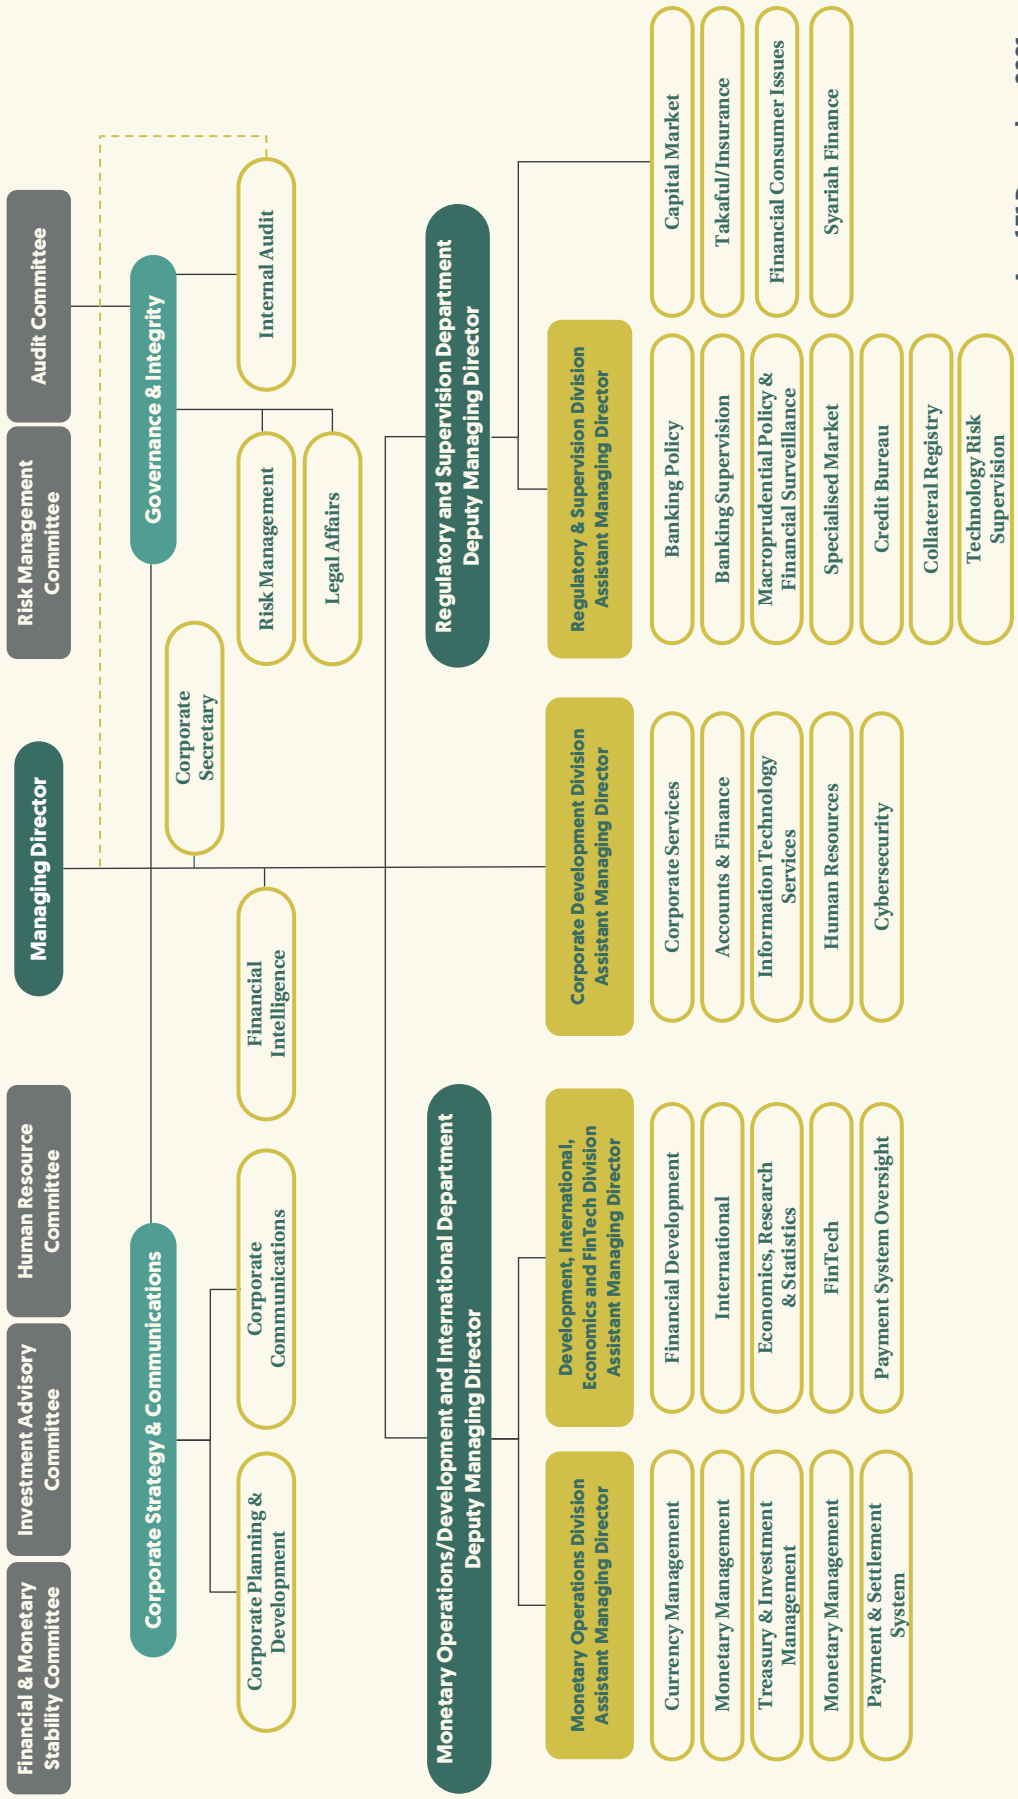 Financial & Monetary
Stability Committee
Investment Advisory
Committee
Human Resource
Committee
Managing Director
Risk Management
Committee
Audit Committee
Corporate Strategy & Communications
Governance & Integrity
Corporate
Secretary
Corporate Planning &
Development
Corporate
Communications
Financial
Intelligence
Risk Management
Legal Affairs
Internal Audit
Monetary Operations/Development and International Department
Deputy Managing Director
Regulatory and Supervision Department
Deputy Managing Director
Monetary Operations Division
Assistant Managing Director
Currency Management
Monetary Management
Treasury & Investment
Management
Monetary Management
Payment & Settlement
System
Development, International,
Economics and FinTech Division
Assistant Managing Director
Financial Development
International
Economics, Research
& Statistics
FinTech
Payment System Oversight
Corporate Development Division
Assistant Managing Director
Corporate Services
Accounts & Finance
Information Technology
Services
Human Resources
Cybersecurity
Regulatory & Supervision Division
Assistant Managing Director
Banking Policy
Banking Supervision
Macroprudential Policy &
Financial Surveillance
Specialised Market
Credit Bureau
Collateral Registry
Technology Risk
Supervision
Capital Market
Takaful/Insurance
Financial Consumer Issues
Syariah Finance